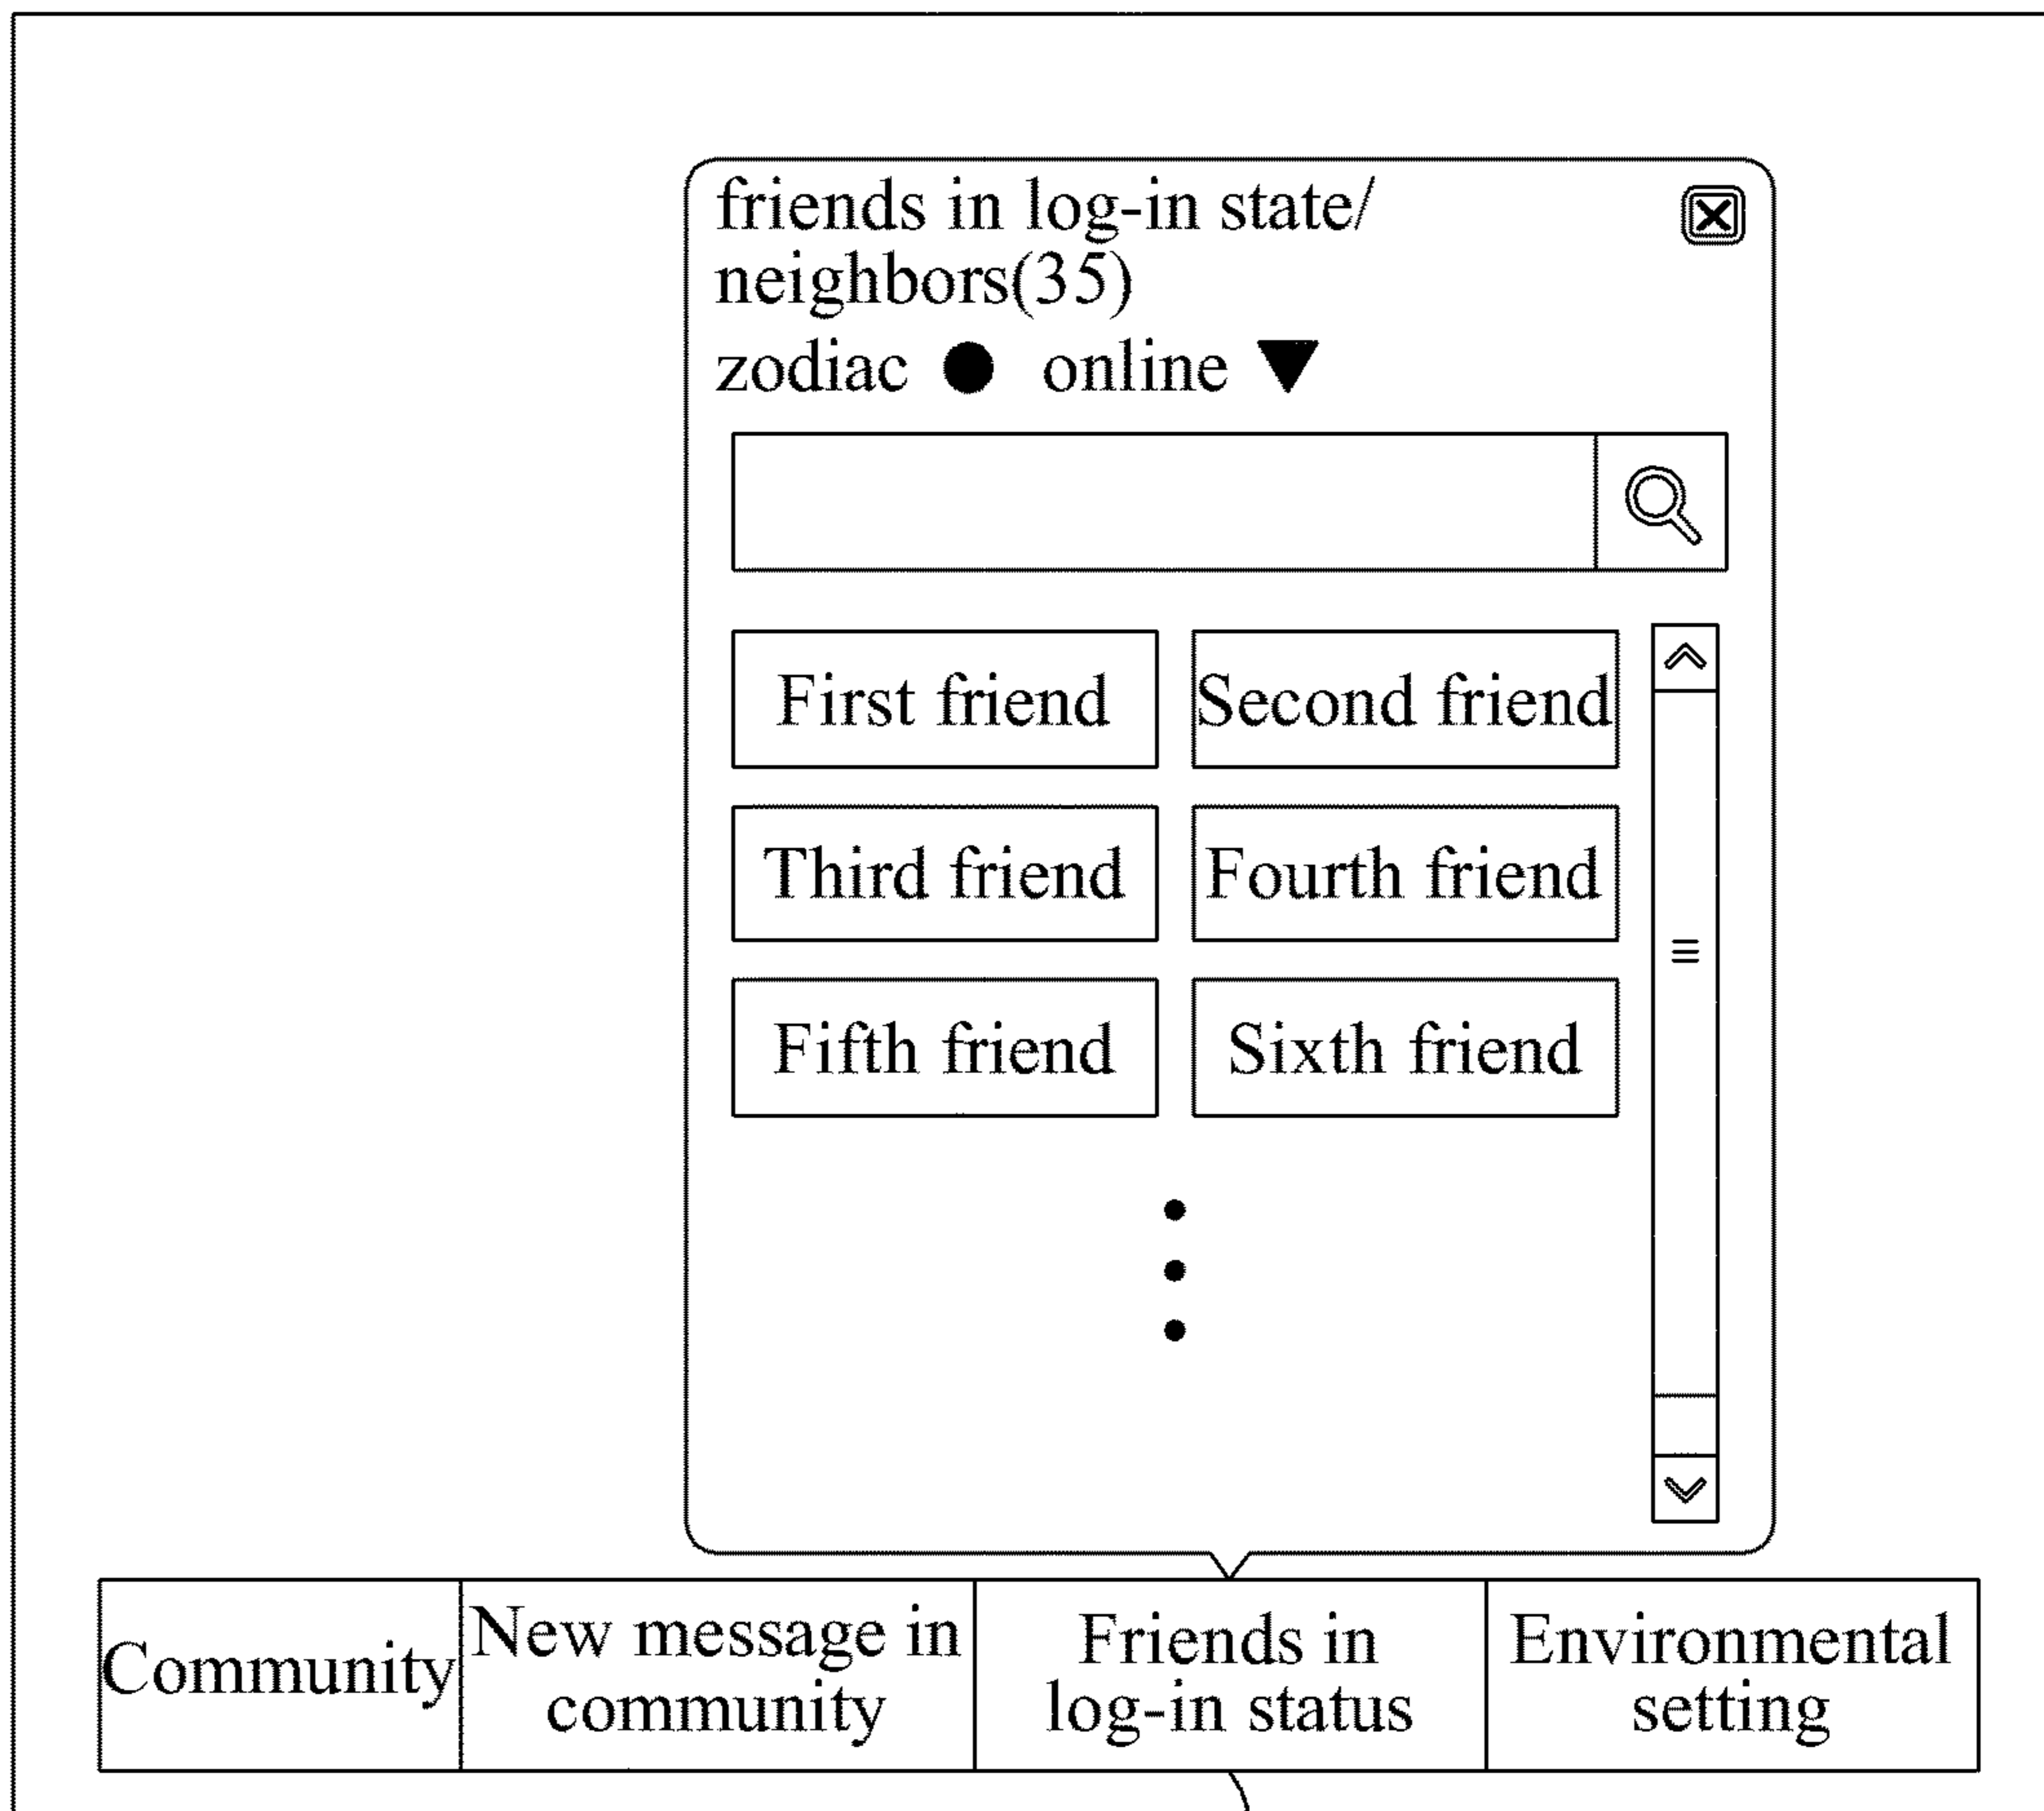 friends in log-in state/
neighbors(35)
zodiac ● online ▼
First friend Second friend
Third friend Fourth friend
Fifth friend Sixth friend
Community
New message in
community
Friends in
log-in status
Environmental
setting